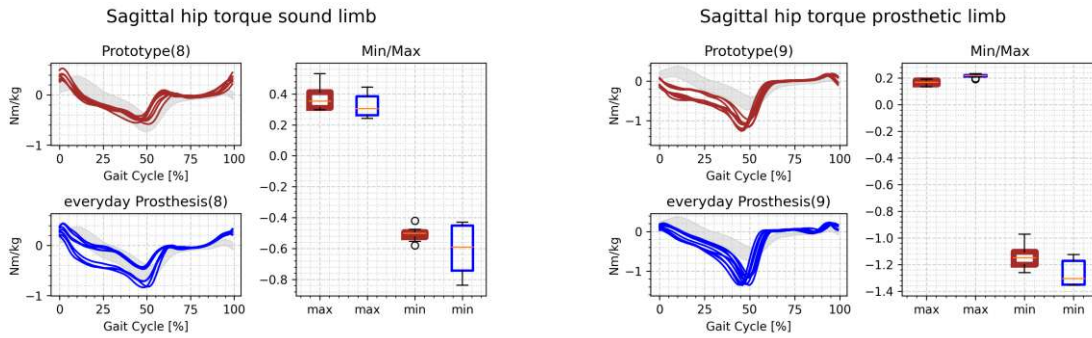 Sagittal hip torque sound limb
Prototype(8)
0
−1
Nm/kg
0 25 50 75 100
Gait Cycle [%]
everyday Prosthesis(8)
0
−1
Nm/kg
0 25 50 75 100
Gait Cycle [%]
Min/Max
0.4
0.2
0.0
−0.2
−0.4
−0.6
−0.8
max max min min
Sagittal hip torque prosthetic limb
Prototype(9)
0
−1
Nm/kg
0 25 50 75 100
Gait Cycle [%]
everyday Prosthesis(9)
0
−1
Nm/kg
0 25 50 75 100
Gait Cycle [%]
Min/Max
0.2
0.0
−0.2
−0.4
−0.6
−0.8
−1.0
−1.2
−1.4
max max min min